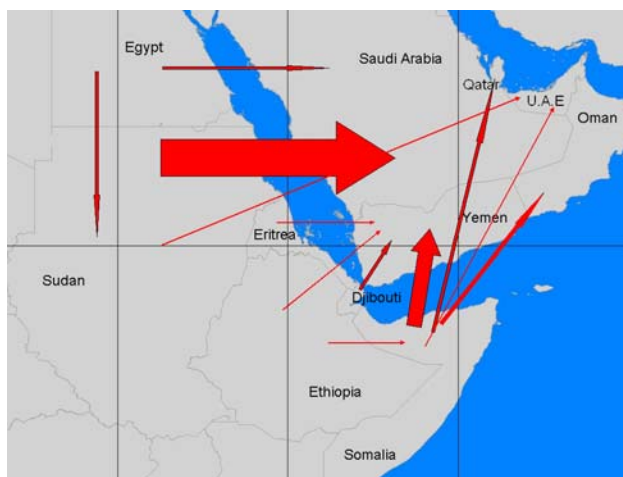 Egypt
Saudi Arabia
Qatar
U.A.E
Oman
Yemen
Eritrea
Sudan
Djibouti
Ethiopia
Somalia